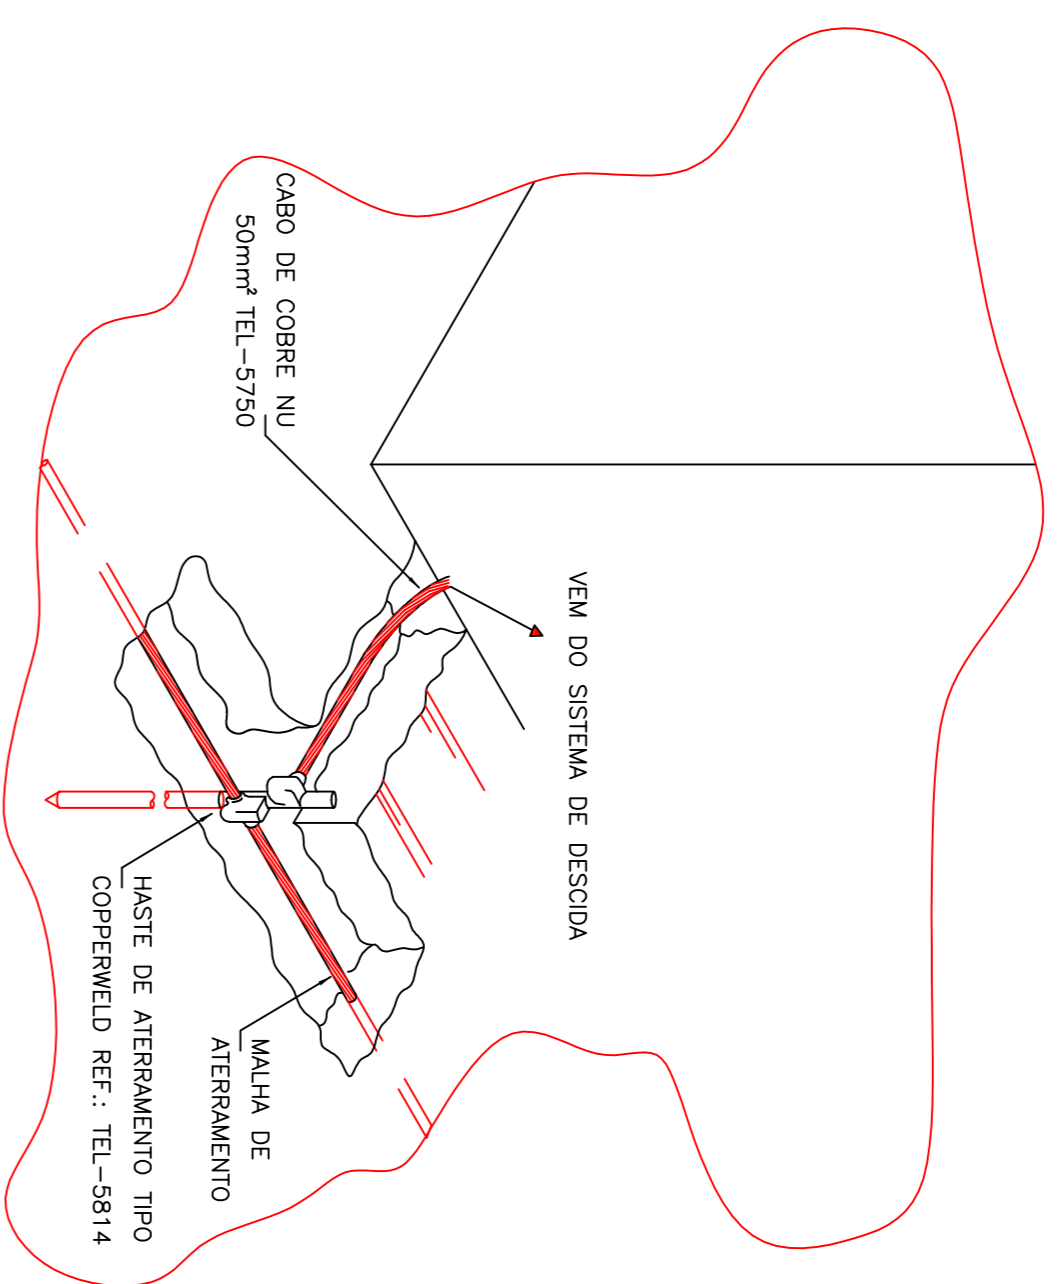 VEM DO SISTEMA DE DESCIDA
CABO DE COBRE NU
50mm² TEL-5750
MALHA DE
ATERRAMENTO
HASTE DE ATERRAMENTO TIPO
COPPERWELD REF.: TEL-5814